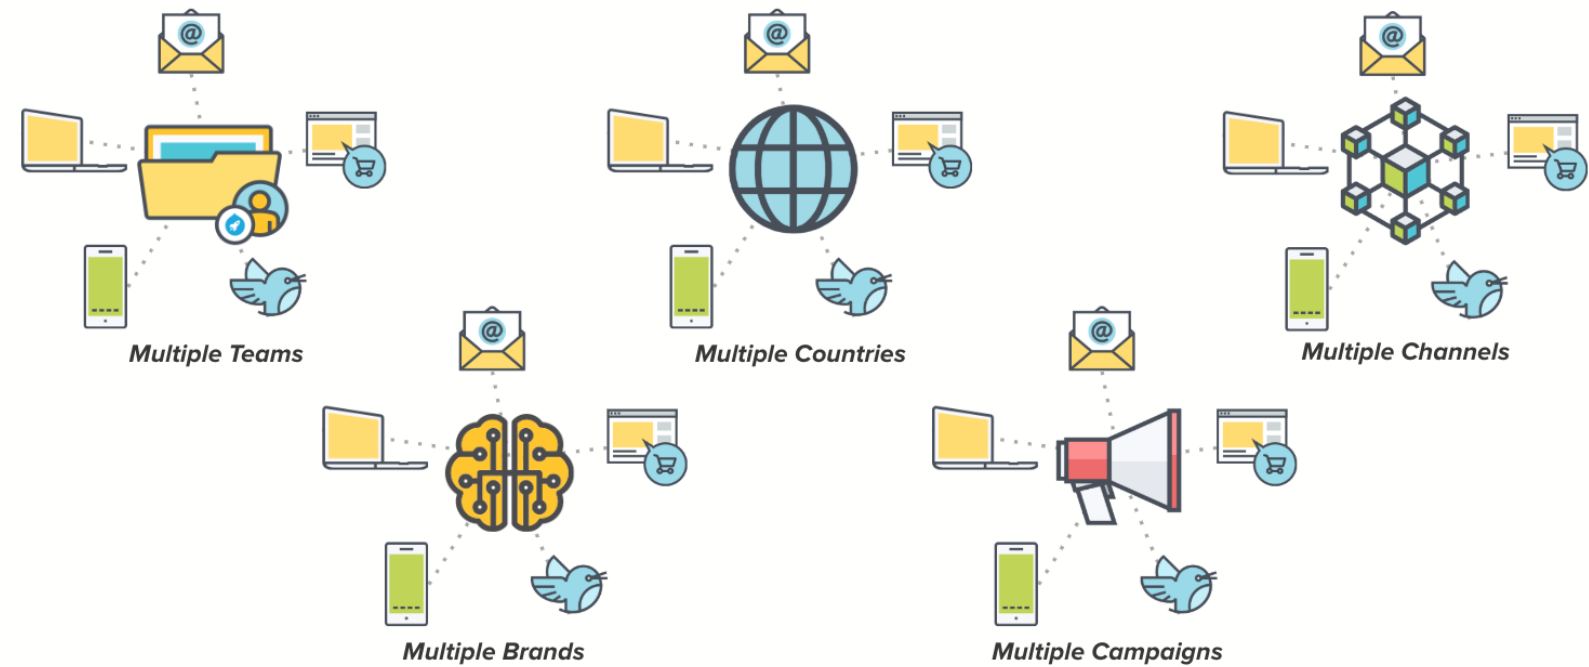 @
@
@
Multiple Teams
Multiple Countries
Multiple Channels
@
@
Multiple Brands
Multiple Campaigns